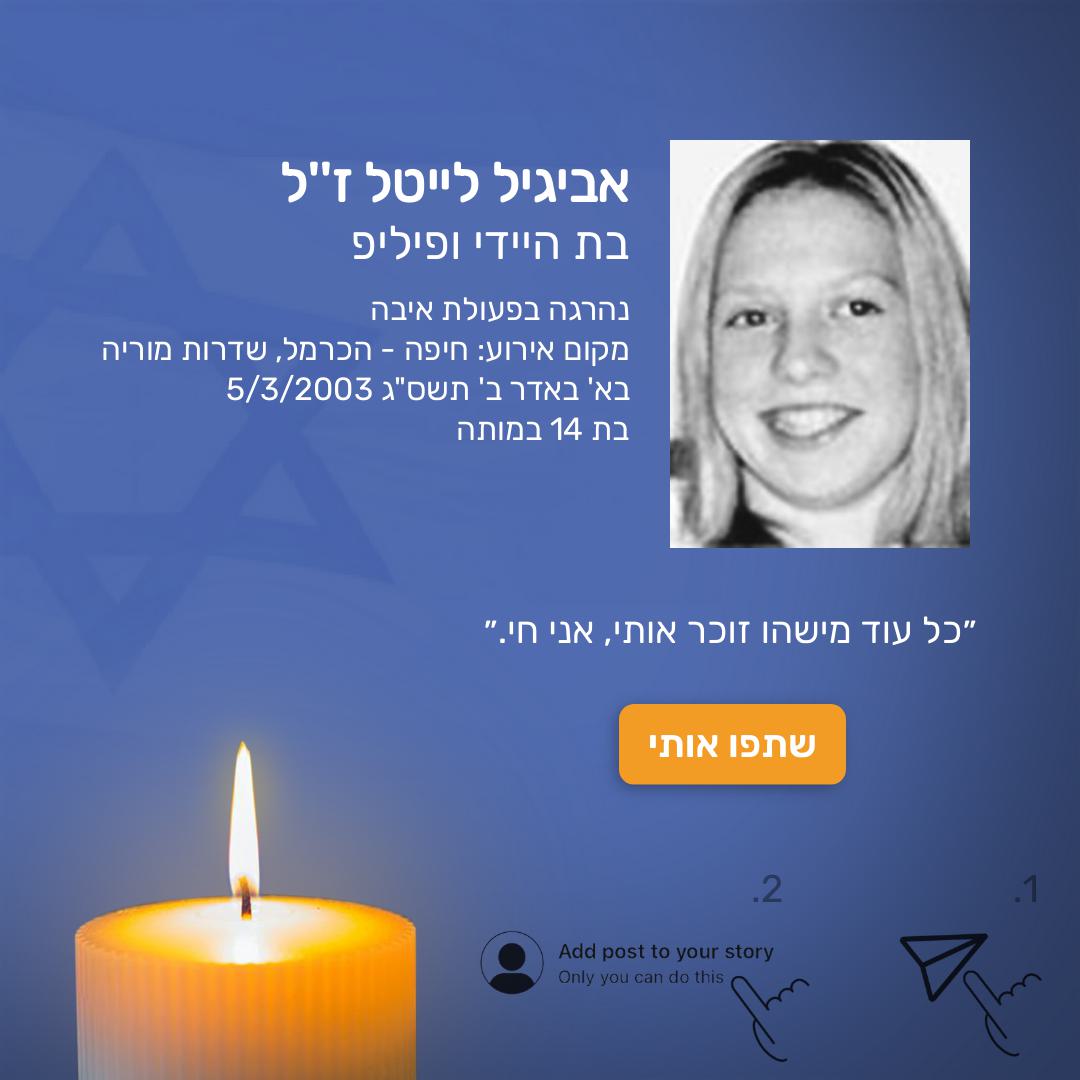 אביגיל לייטל ז"ל
בת היידי ופיליפ
נהרגה בפעולת איבה
מקום אירוע: חיפה - הכרמל, שדרות מוריה
בא' באדר ב' תשס"ג 5/3/2003
בת 14 במותה
"כל עוד מישהו זוכר אותי, אני חי."
שתפו אותי
1.
2.
Add post to your story
Only you can do this